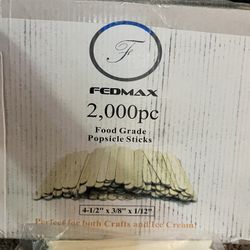 F
FEDMAX
2,000pc
Food Grade
Popsicle Sticks
4-1/2" x 3/8" x 1/12"
Perfect for both Crafts and Ice Cream!